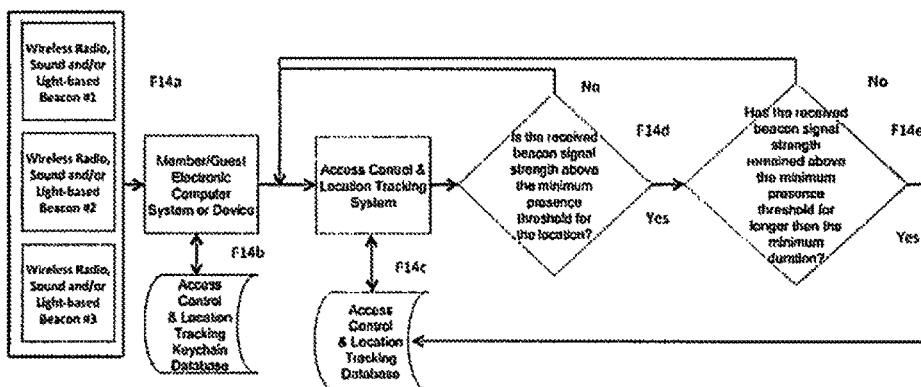 Wireless Radio,
Sound and/or
Light-based
Beacon #1
Wireless Radio,
Sound and/or
Light-based
Beacon #2
Wireless Radio,
Sound and/or
Light-based
Beacon #3
F14a
Member/Guest
Electronic
Computer
System or Device
F14b
Access
Control
& Location
Tracking
Keychain
Database
Access Control &
Location Tracking
System
F14c
Access
Control
& Location
Tracking
Database
No
Is the received
beacon signal
strength above
the minimum
presence
threshold for
the location?
F14d
Yes
No
Has the received
beacon signal
strength
remained above
the minimum
presence
threshold for
longer then the
minimum
duration?
F14e
Yes